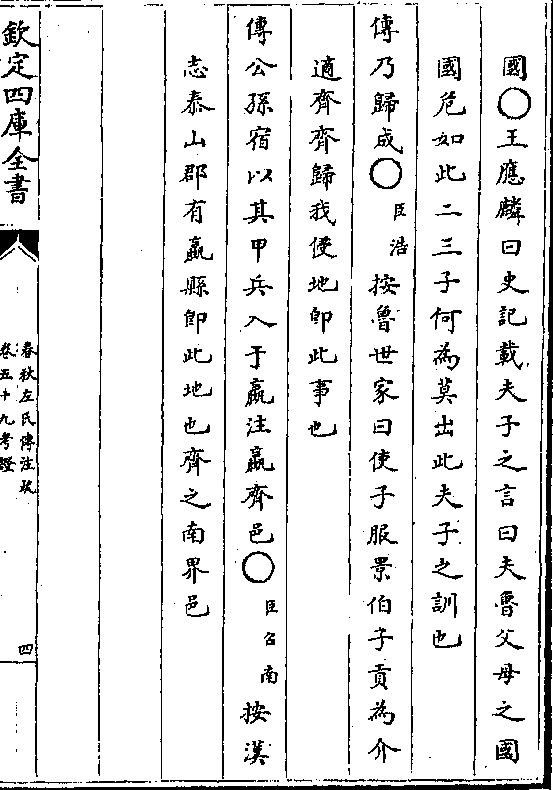 國○王應麟曰史記載夫子之言曰夫魯父母之國
國危如此二三子何為莫出此夫子之訓也
傳乃歸成○臣浩按魯世家曰使子服景伯子貢為介
適齊齊歸我侵地即此事也
傳公孫宿以其甲兵入于嬴注嬴齊邑○臣召南按漢
志泰山郡有嬴縣即此地也齊之南界邑
欽定四庫全書
春秋左氏傳注疏
卷五十九考證
四